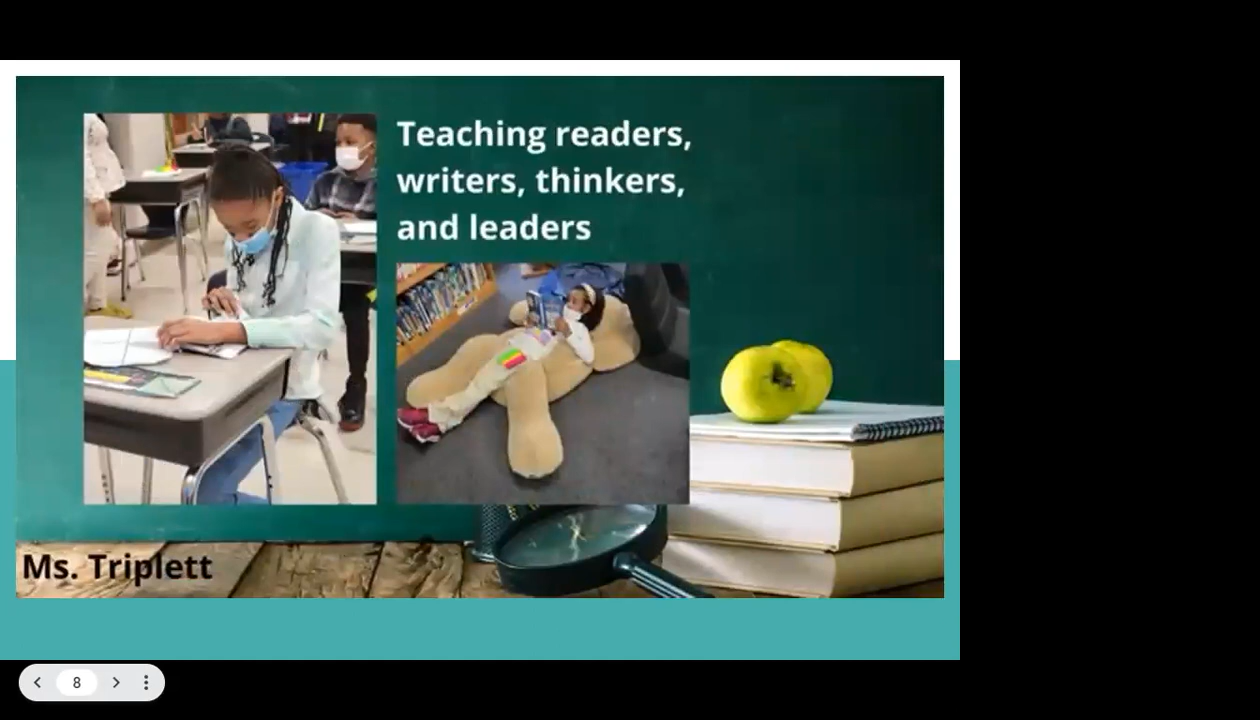 Teaching readers,
writers, thinkers,
and leaders
Ms. Triplett
8